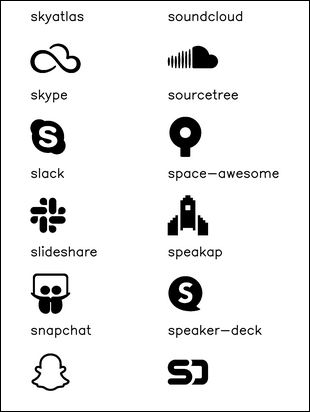 skyatlas soundcloud
skype sourcetree
slack space-awesome
slideshare speakap
snapchat speaker-deck